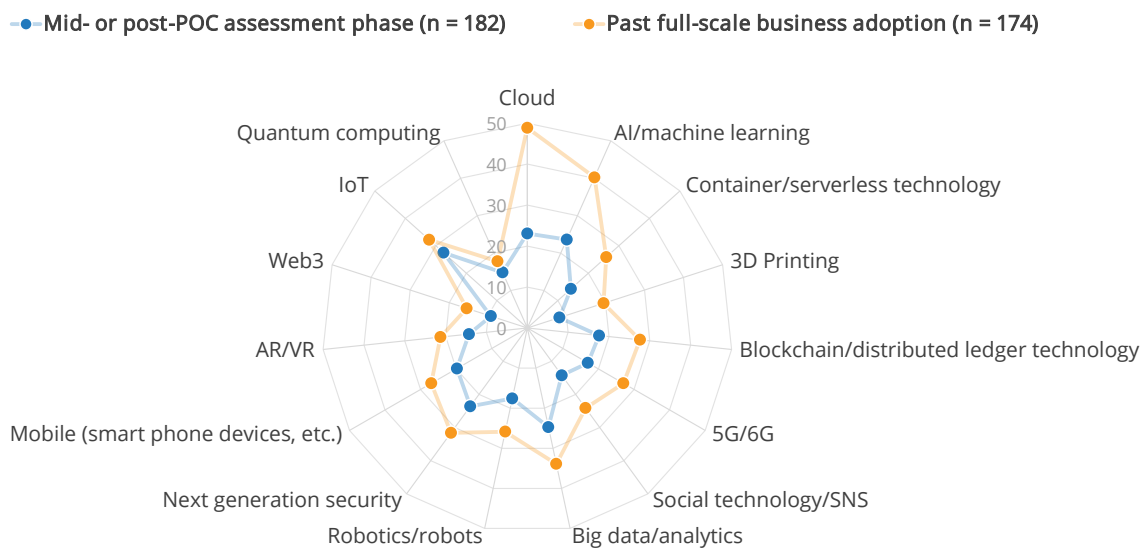 Mid- or post-POC assessment phase (n = 182)
Past full-scale business adoption (n = 174)
Cloud
50
Quantum computing
AI/machine learning
40
IoT
Container/serverless technology
30
20
Web3
3D Printing
10
0
AR/VR
Blockchain/distributed ledger technology
Mobile (smart phone devices, etc.)
5G/6G
Next generation security
Social technology/SNS
Robotics/robots
Big data/analytics